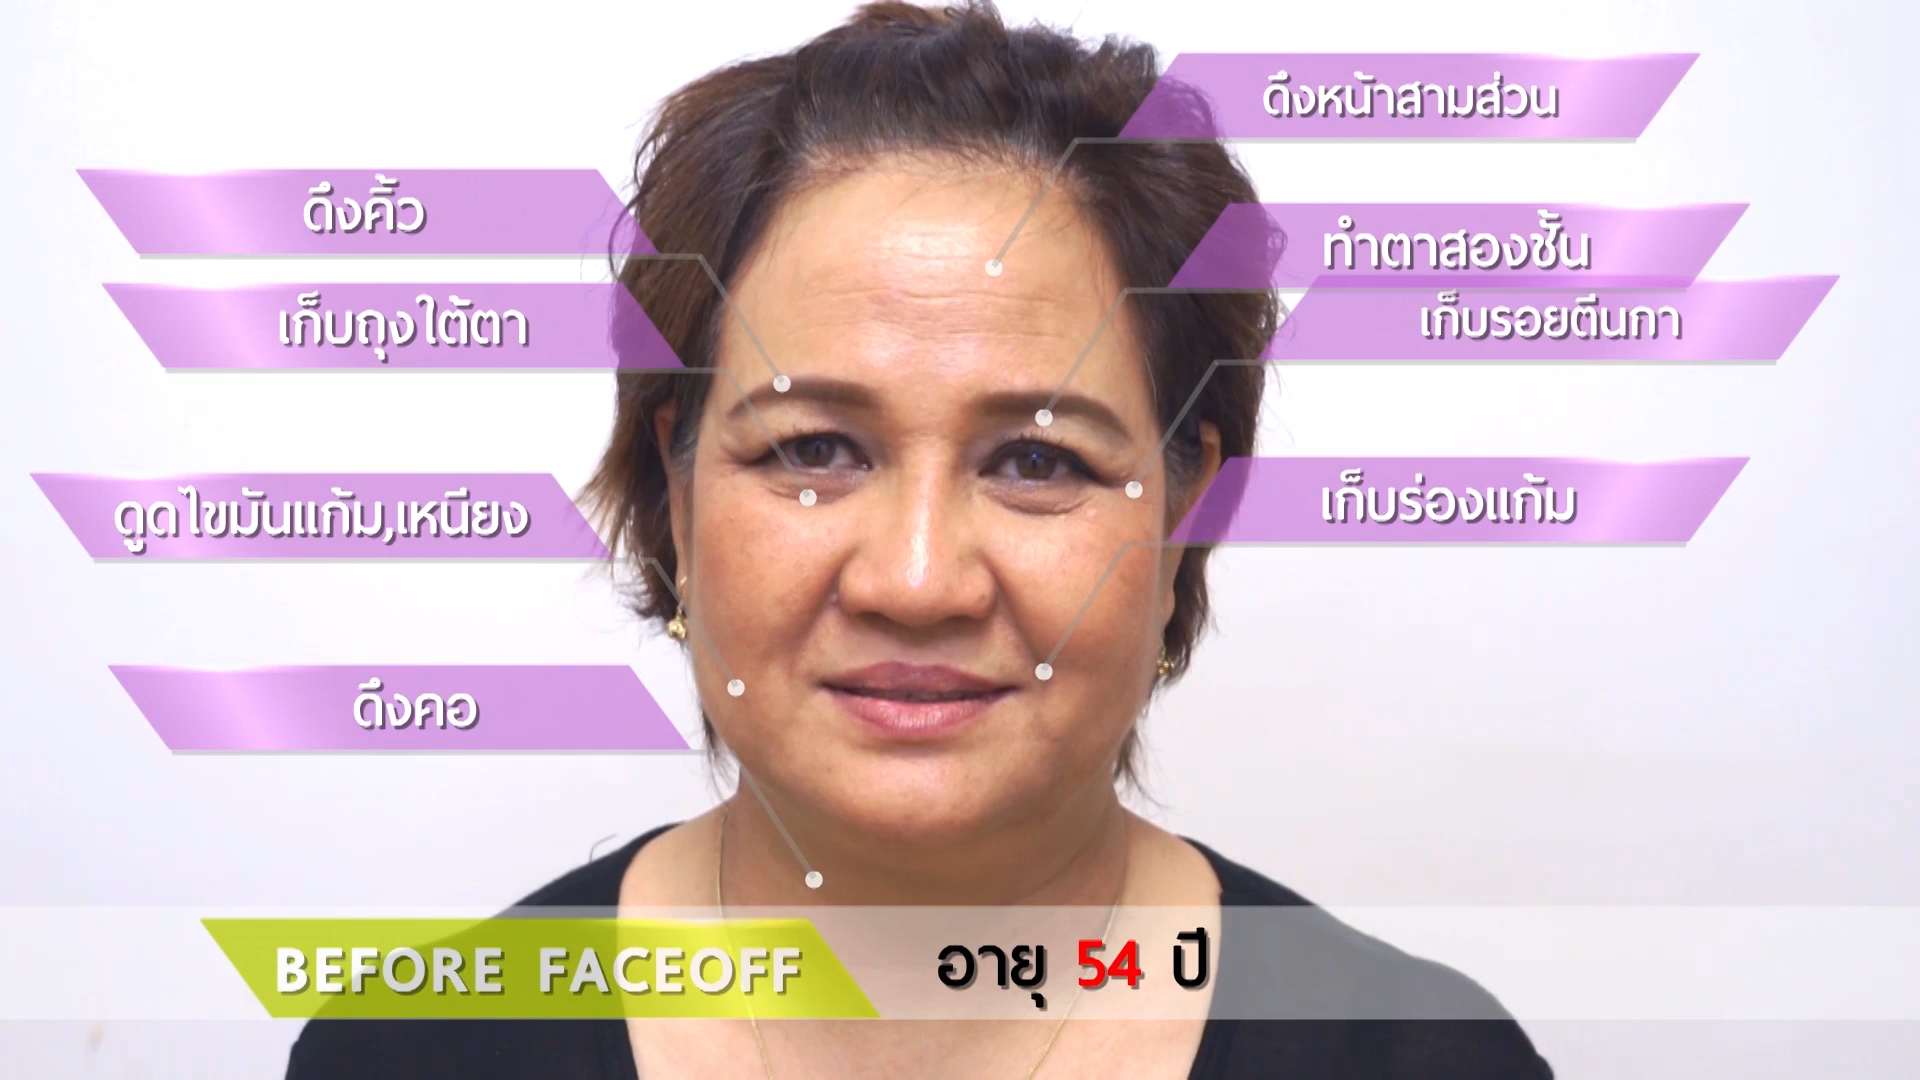 ดึงหน้าสามส่วน
ดึงคิ้ว
ทำตาสองชั้น
เก็บถุงใต้ตา
เก็บรอยตีนกา
ดูดไขมันแก้ม,เหนียง
เก็บร่องแก้ม
ดึงคอ
BEFORE FACEOFF
อายุ 54 ปี